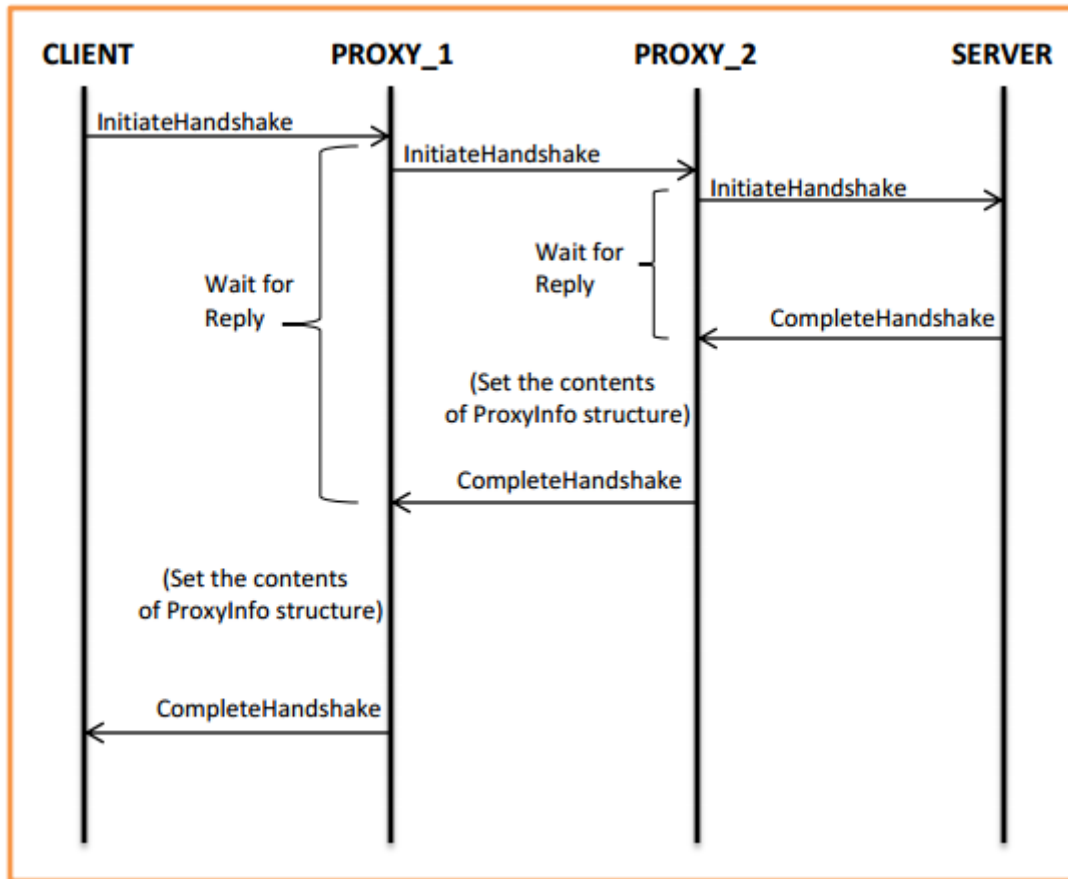 CLIENT PROXY_1 PROXY_2 SERVER
InitiateHandshake
InitiateHandshake
InitiateHandshake
Wait for
Reply
Wait for
Reply
CompleteHandshake
(Set the contents
of ProxyInfo structure)
CompleteHandshake
(Set the contents
of ProxyInfo structure)
CompleteHandshake